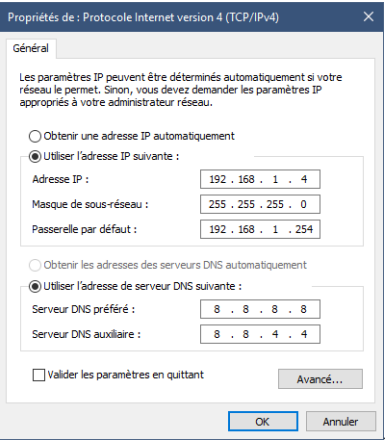 Propriétés de : Protocole Internet version 4 (TCP/IPv4)
Général
Les paramètres IP peuvent être déterminés automatiquement si votre
réseau le permet. Sinon, vous devez demander les paramètres IP
appropriés à votre administrateur réseau.
Obtenir une adresse IP automatiquement
Utiliser l'adresse IP suivante :
Adresse IP : 192 . 168 . 1 . 4
Masque de sous-réseau : 255 . 255 . 255 . 0
Passerelle par défaut : 192 . 168 . 1 . 254
Obtenir les adresses des serveurs DNS automatiquement
Utiliser l'adresse de serveur DNS suivante :
Serveur DNS préféré : 8 . 8 . 8 . 8
Serveur DNS auxiliaire : 8 . 8 . 4 . 4
Valider les paramètres en quittant
Avancé...
OK Annuler